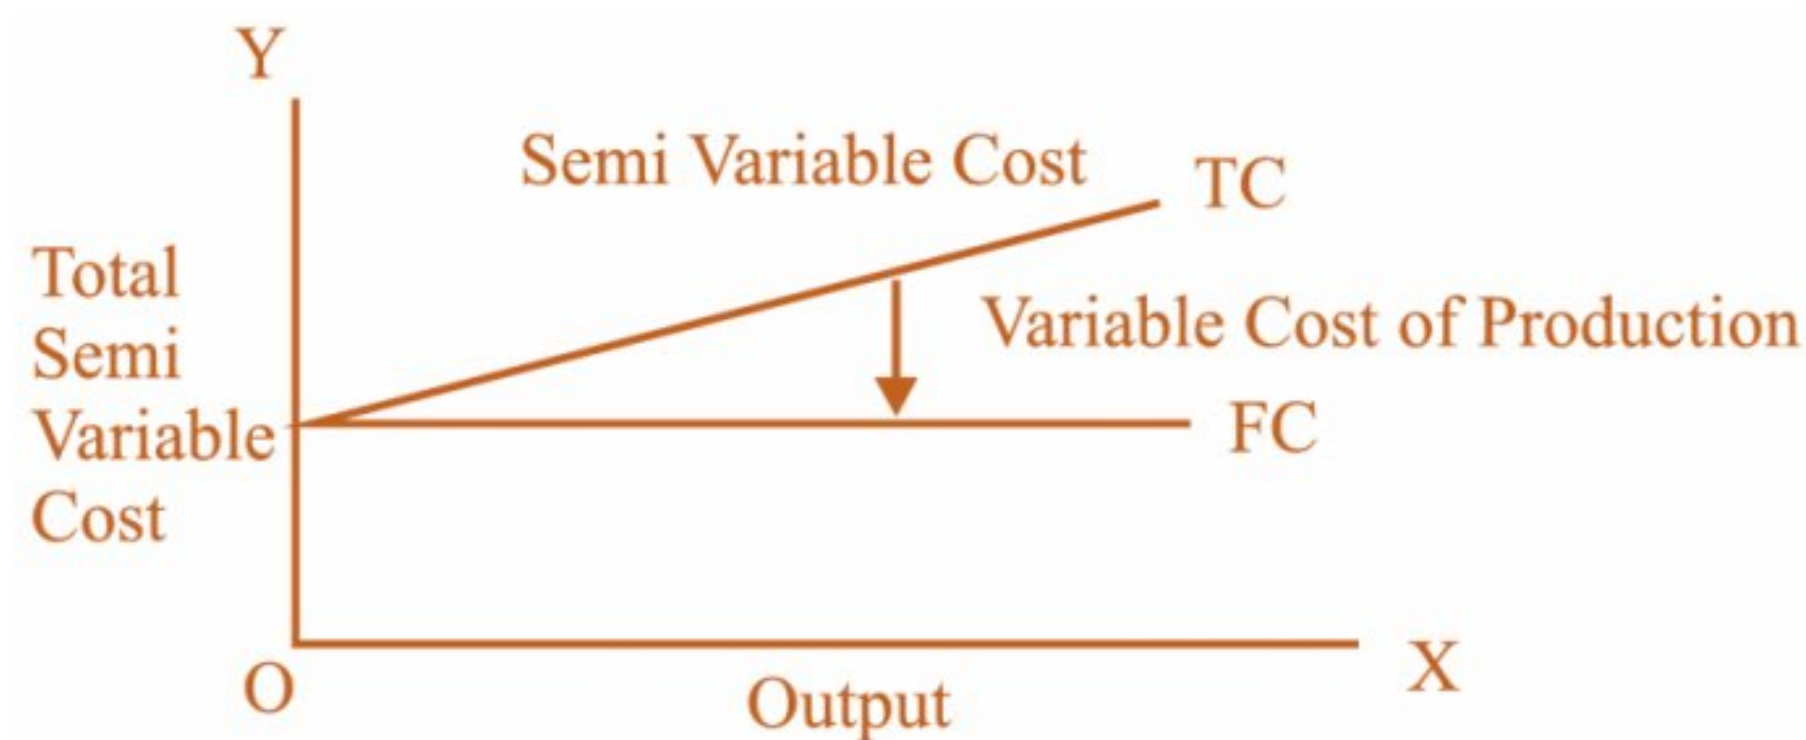 Y
Semi Variable Cost
TC
Total
Semi
Variable
Cost
Variable Cost of Production
FC
O
Output
X